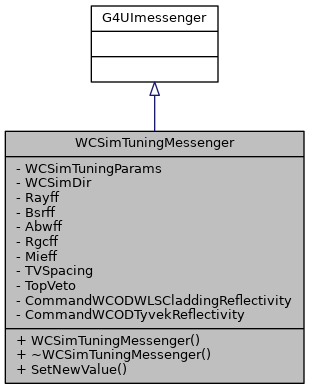 G4UImessenger
WCSimTuningMessenger
- WCSimTuningParams
- WCSimDir
- Rayff
- Bsrff
- Abwff
- Rgcff
- Mieff
- TVSpacing
- TopVeto
- CommandWCODWLSCladdingReflectivity
- CommandWCODTyvekReflectivity
+ WCSimTuningMessenger()
+ ~WCSimTuningMessenger()
+ SetNewValue()